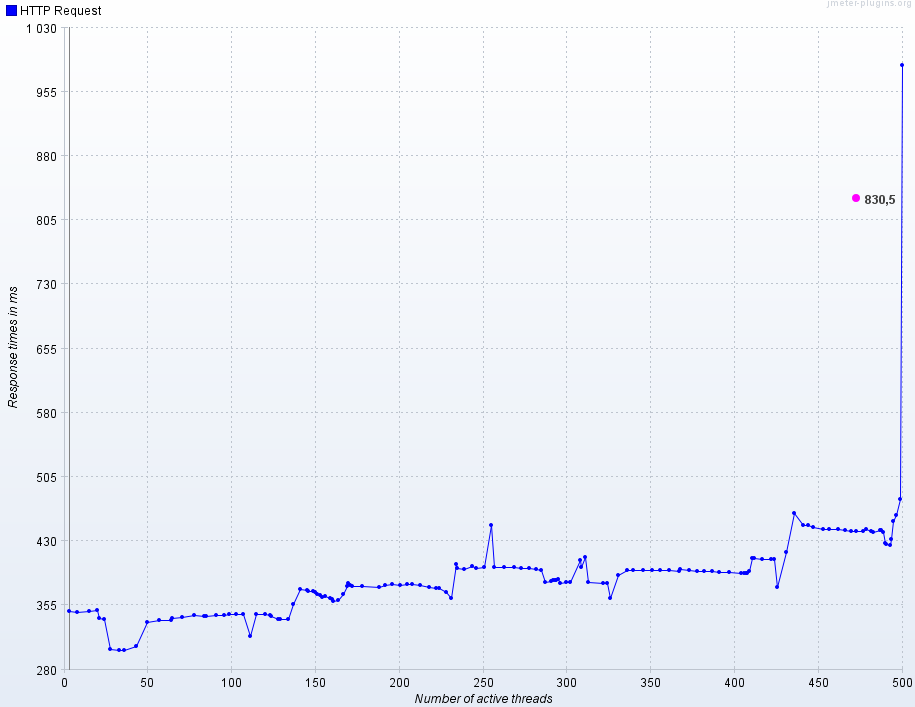 jmeter-plugins.org
HTTP Request
1 030
955
880
805
730
655
580
505
430
355
280
830,5
Response times in ms
0 50 100 150 200 250 300 350 400 450 500
Number of active threads